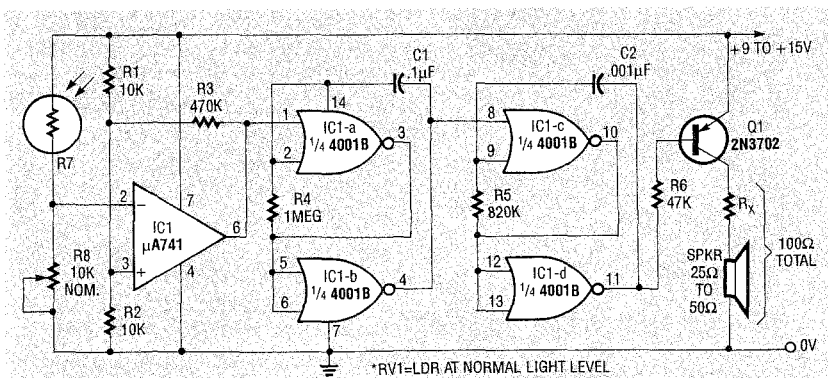 +9 TO +15V
R1
10K
R3
470K
R7
C1
.1µF
C2
.001µF
14
1
2
IC1-a
¼ 4001B
3
8
9
IC1-c
¼ 4001B
10
Q1
2N3702
R4
1MEG
R5
820K
R6
47K
RX
2
3
7
4
6
IC1
µA741
R8
10K
NOM.
R2
10K
5
6
IC1-b
¼ 4001B
4
7
12
13
IC1-d
¼ 4001B
11
SPKR
25Ω
TO
50Ω
100Ω
TOTAL
0V
*RV1=LDR AT NORMAL LIGHT LEVEL
−
+